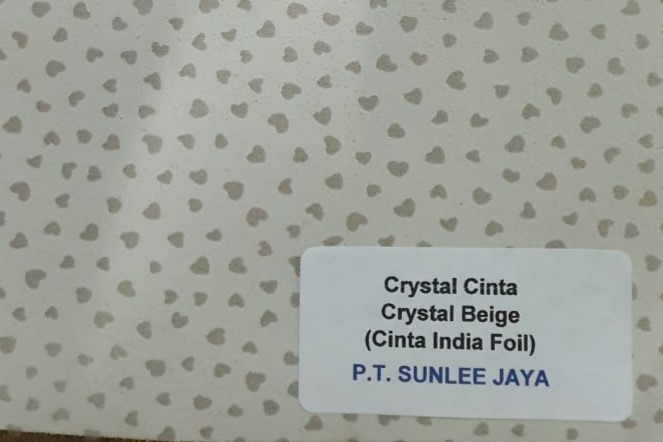 Crystal Cinta
Crystal Beige
(Cinta India Foil)
P.T. SUNLEE JAYA